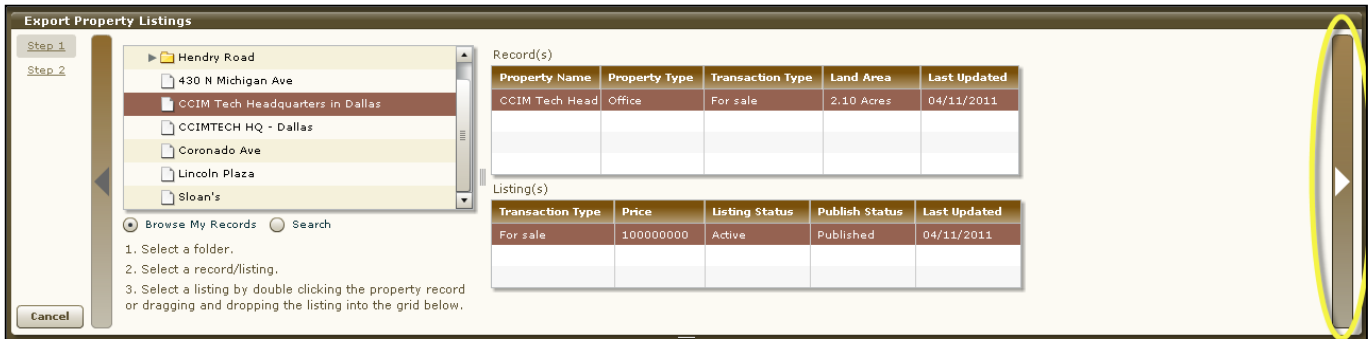 Export Property Listings
Step 1
Step 2
Hendry Road
430 N Michigan Ave
CCIM Tech Headquarters in Dallas
CCIMTECH HQ - Dallas
Coronado Ave
Lincoln Plaza
Sloan's
Browse My Records Search
1. Select a folder.
2. Select a record/listing.
3. Select a listing by double clicking the property record
or dragging and dropping the listing into the grid below.
Cancel
Record(s)
Property Name Property Type Transaction Type Land Area Last Updated
CCIM Tech Head Office For sale 2.10 Acres 04/11/2011
Listing(s)
Transaction Type Price Listing Status Publish Status Last Updated
For sale 100000000 Active Published 04/11/2011